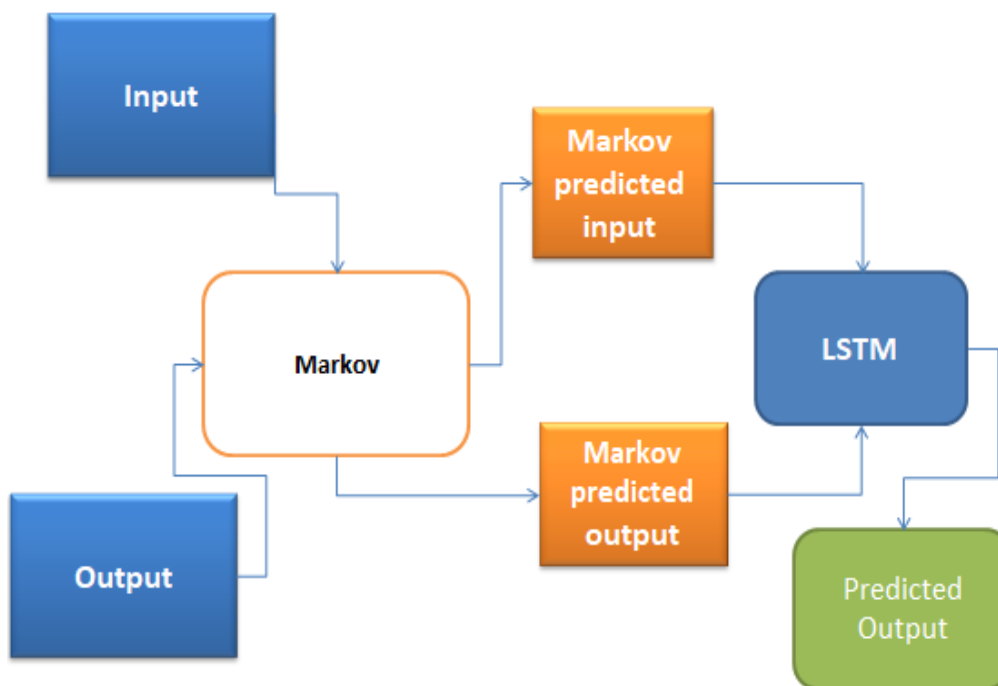 Input
Markov
predicted
input
Markov
LSTM
Markov
predicted
output
Output
Predicted
Output